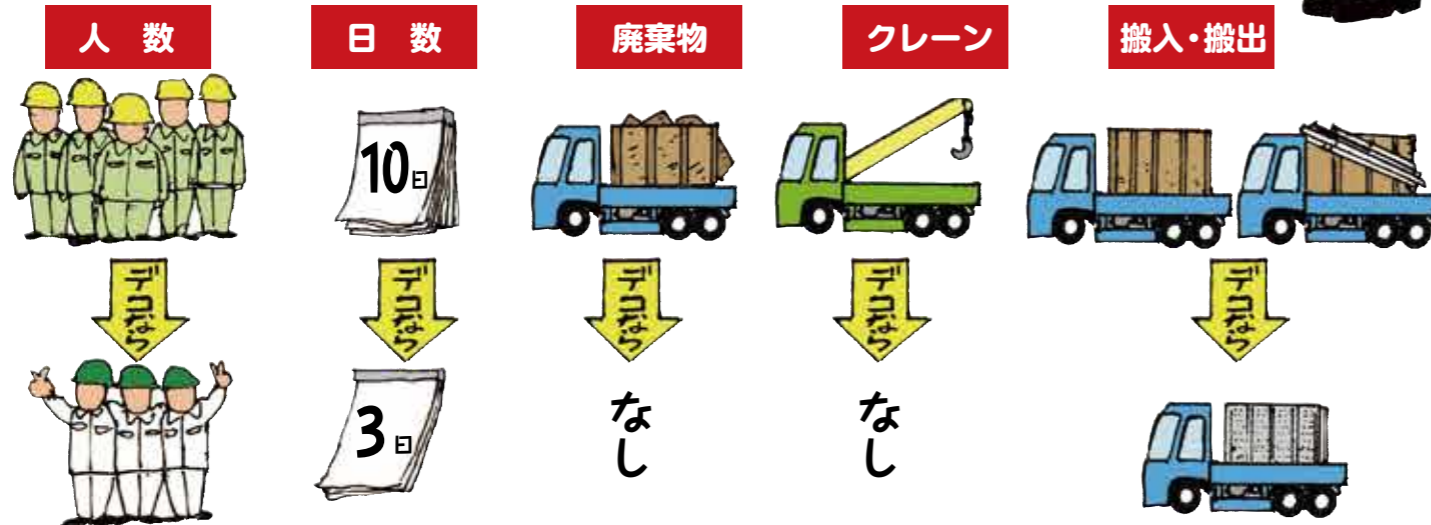 人数
日数
廃棄物
クレーン
搬入・搬出
10日
デコなら
デコなら
デコなら
デコなら
デコなら
3日
なし
なし